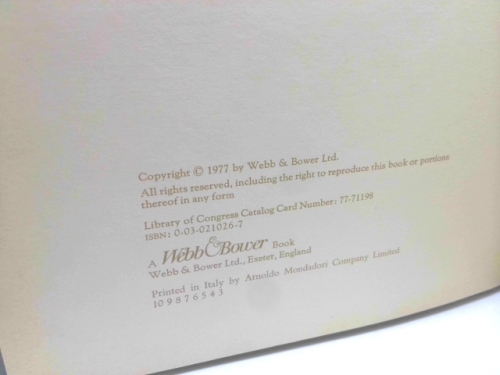 Copyright © 1977 by Webb & Bower Ltd.
All rights reserved, including the right to reproduce this book or portions
thereof in any form
Library of Congress Catalog Card Number: 77-71198
ISBN: 0-03-021026-7
A Webb & Bower Book
Webb & Bower Ltd., Exeter, England
Printed in Italy by Arnoldo Mondadori Company Limited
10 9 8 7 6 5 4 3